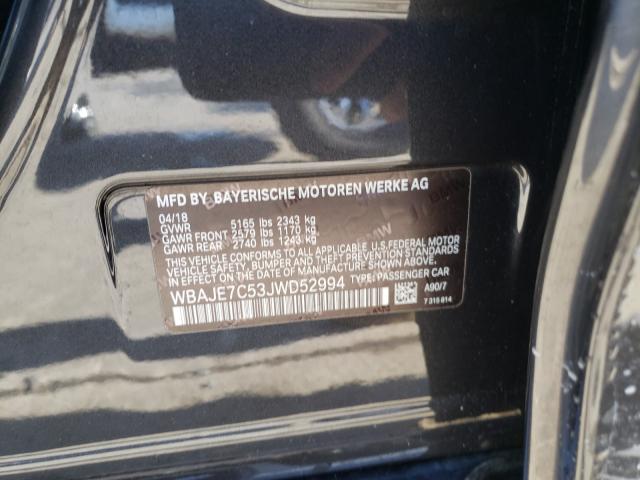 MFD BY BAYERISCHE MOTOREN WERKE AG
04/18
GVWR 5165 lbs 2343 kg
GAWR FRONT 2579 lbs 1170 kg
GAWR REAR 2740 lbs 1243 kg
THIS VEHICLE CONFORMS TO ALL APPLICABLE U.S. FEDERAL MOTOR
VEHICLE SAFETY, BUMPER AND THEFT PREVENTION STANDARDS
IN EFFECT ON THE DATE OF MANUFACTURE SHOWN ABOVE.
WBAJE7C53JWD52994 TYPE: PASSENGER CAR
A90/7
7 315 814